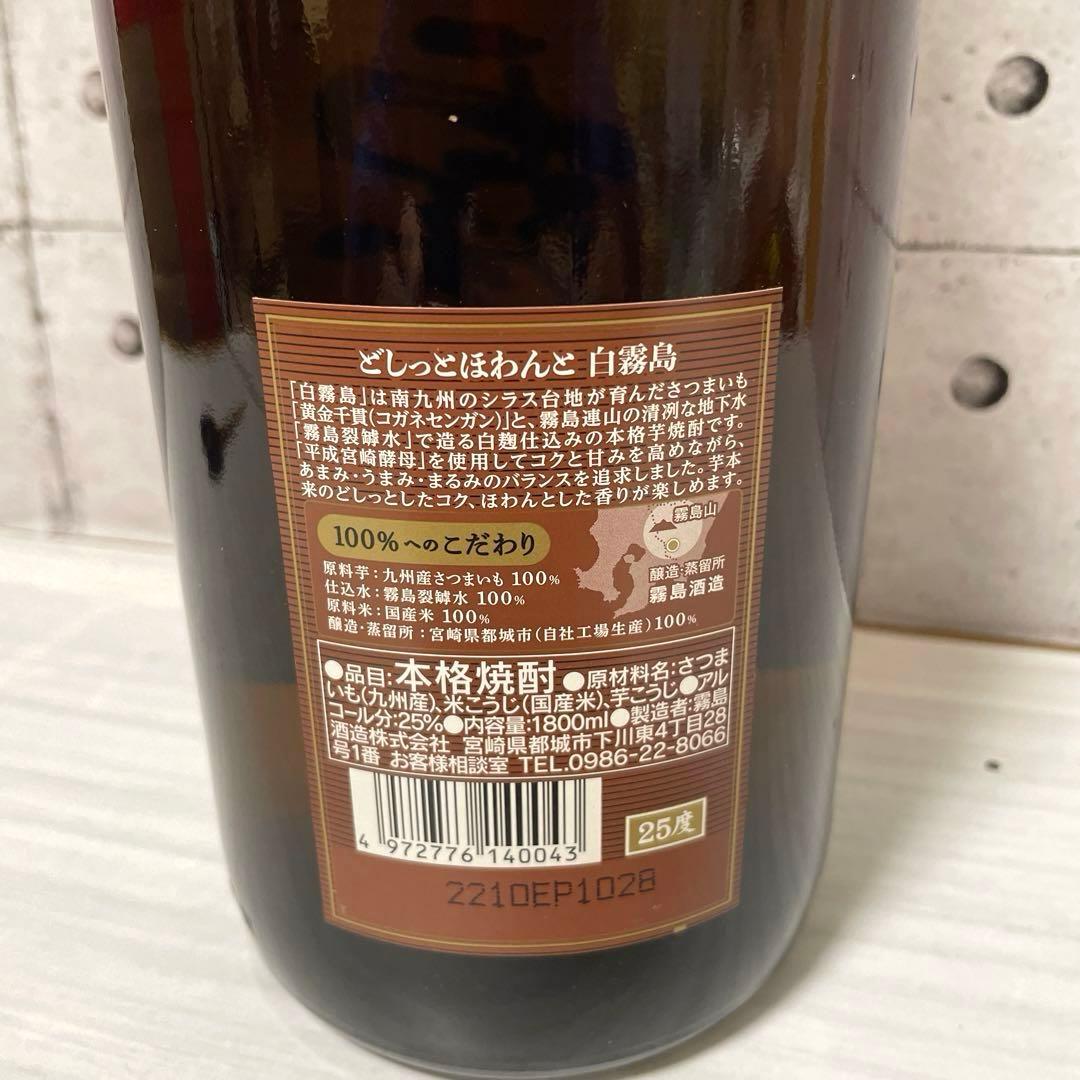 どしっとほわんと 白霧島
「白霧島」は南九州のシラス台地が育んださつまいも
「黄金千貫(コガネセンガン)」と、霧島連山の清冽な地下水
「霧島裂罅水」で造る白麹仕込みの本格芋焼酎です。
「平成宮崎酵母」を使用してコクと甘みを高めながら、
あまみ・うまみ・まるみのバランスを追求しました。芋本
来のどしっとしたコク、ほわんとした香りが楽しめます。
100%へのこだわり
原料芋：九州産さつまいも 100%
仕込水：霧島裂罅水 100%
原料米：国産米 100%
醸造・蒸留所：宮崎県都城市(自社工場生産)100%
霧島山
醸造・蒸留所
霧島酒造
●品目:本格焼酎●原材料名:さつま
いも(九州産)、米こうじ(国産米)、芋こうじ●アル
コール分:25%●内容量:1800ml●製造者:霧島
酒造株式会社 宮崎県都城市下川東4丁目28
号1番 お客様相談室 TEL.0986-22-8066
4 972776 140043
25度
2210EP1028